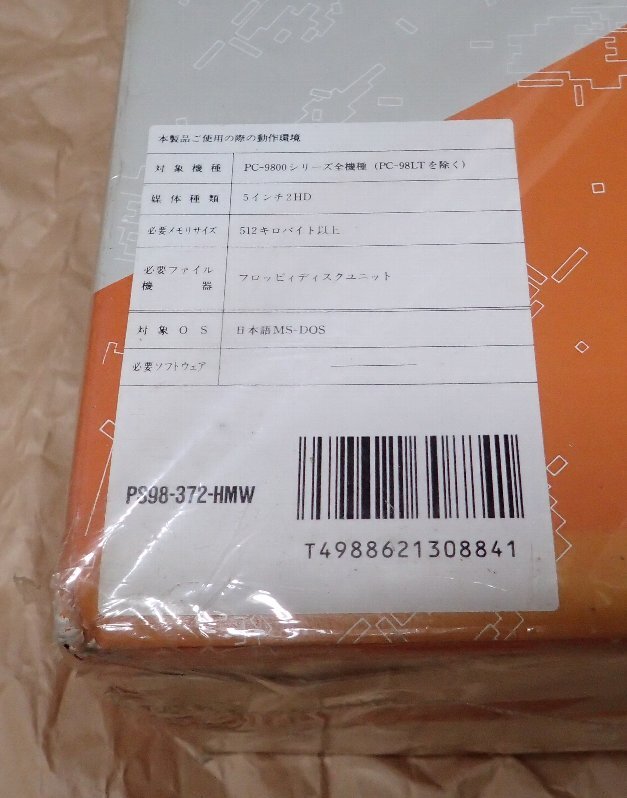 本製品ご使用の際の動作環境
対象機種 PC-9800シリーズ全機種 (PC-98LTを除く)
媒体種類 5インチ2HD
必要メモリサイズ 512キロバイト以上
必要ファイル
機器 フロッピィディスクユニット
対象OS 日本語MS-DOS
必要ソフトウェア
PS98-372-HMW
T4988621308841